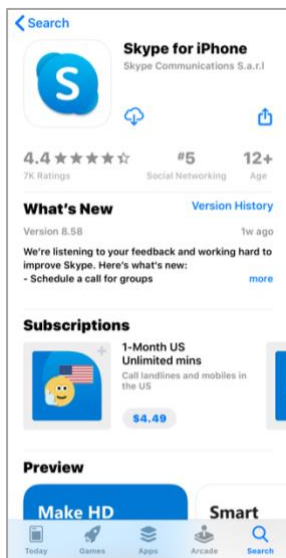 Search
S
Skype for iPhone
Skype Communications S.a.r.l
4.4
#5
12+
7K Ratings
Social Networking
Age
What's New
Version History
Version 8.58
1w ago
We're listening to your feedback and working hard to
improve Skype. Here's what's new:
- Schedule a call for groups
more
Subscriptions
1-Month US
Unlimited mins
Call landlines and mobiles in
the US
$4.49
Preview
Make HD
Smart
Today
Games
Apps
Arcade
Search